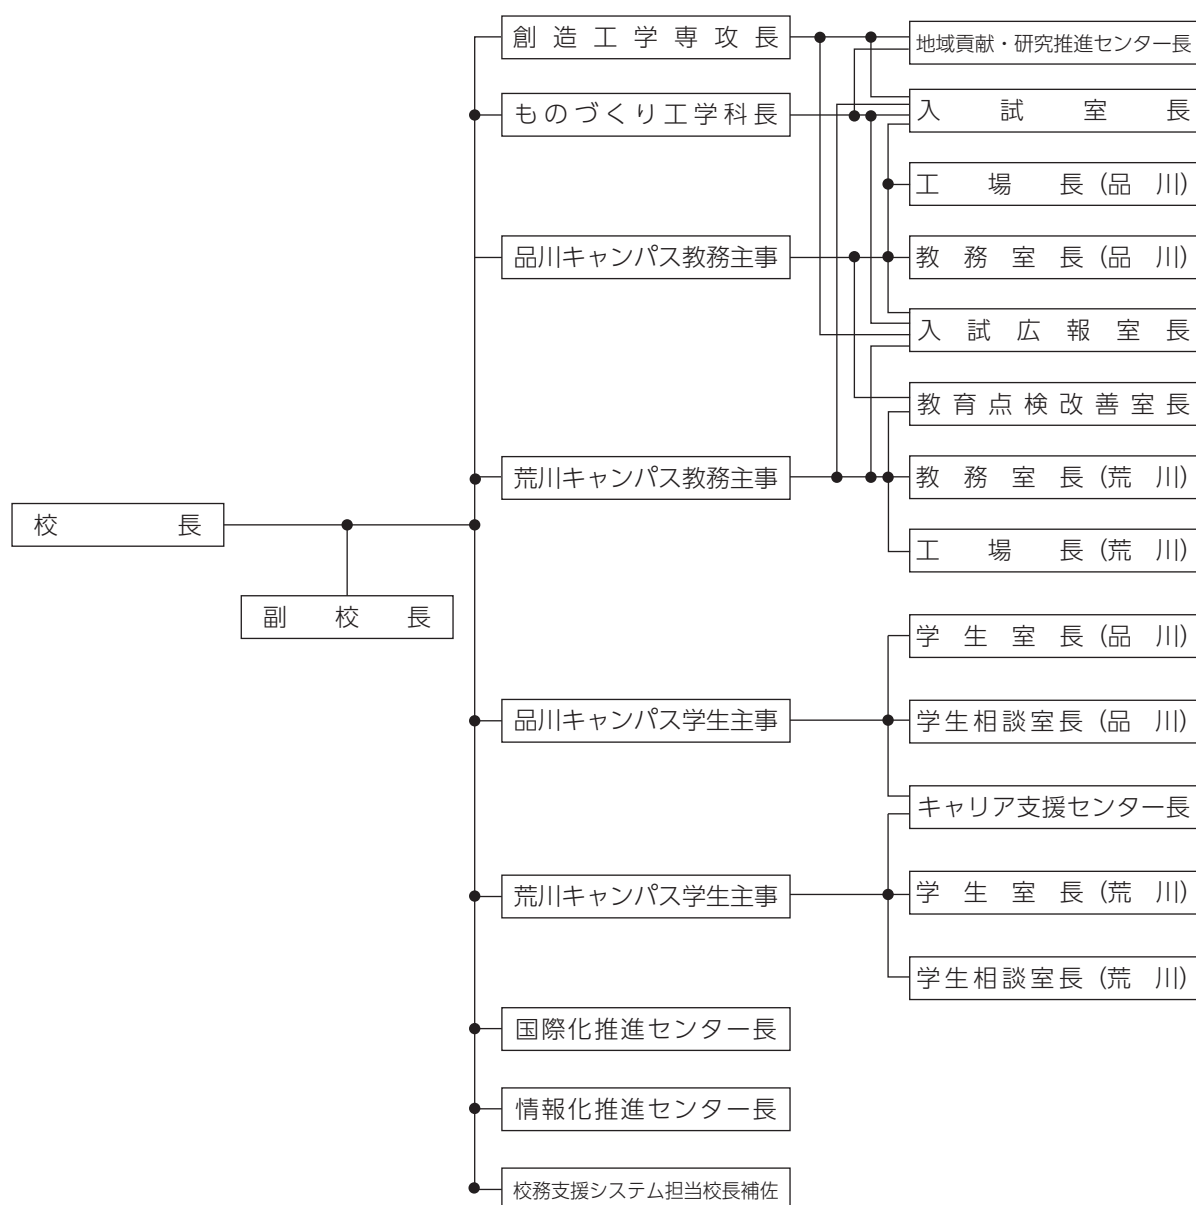 校長
副校長
創造工学専攻長
ものづくり工学科長
品川キャンパス教務主事
荒川キャンパス教務主事
品川キャンパス学生主事
荒川キャンパス学生主事
国際化推進センター長
情報化推進センター長
校務支援システム担当校長補佐
地域貢献・研究推進センター長
入試室長
工場長(品川)
教務室長(品川)
入試広報室長
教育点検改善室長
教務室長(荒川)
工場長(荒川)
学生室長(品川)
学生相談室長(品川)
キャリア支援センター長
学生室長(荒川)
学生相談室長(荒川)